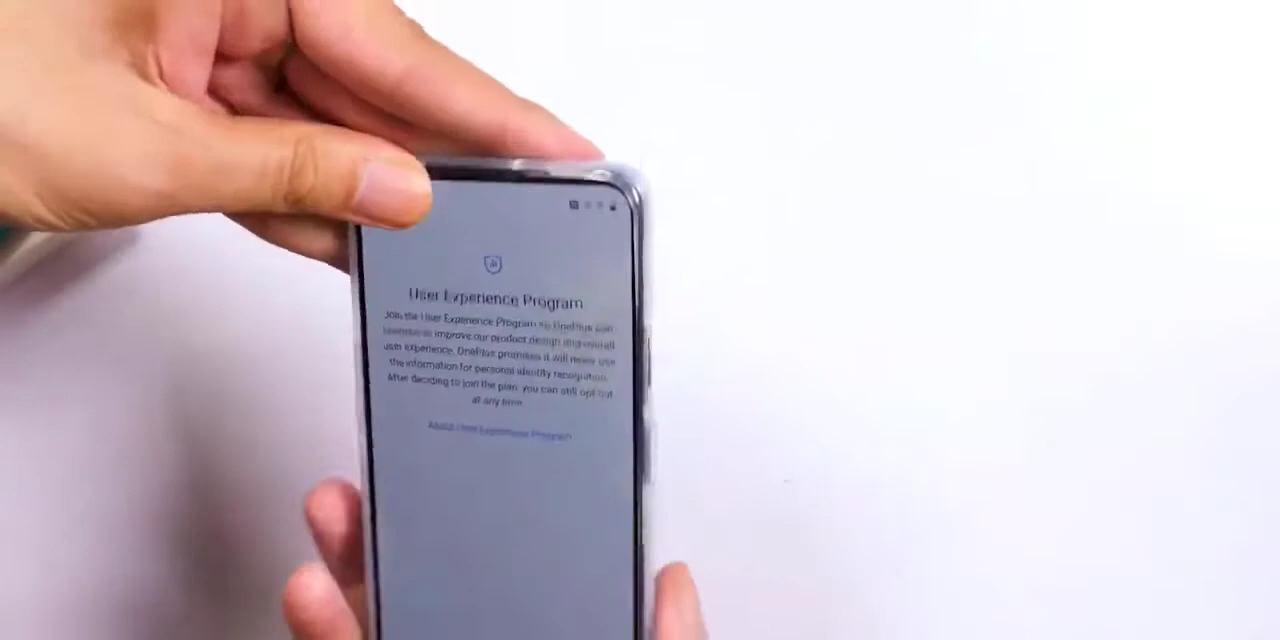 User Experience Program
Join the User Experience Program so OnePlus can
improve our product design and overall
user experience. OnePlus promises it will never use
the information for personal identity recognition.
After deciding to join the plan, you can still opt out
at any time.
About User Experience Program